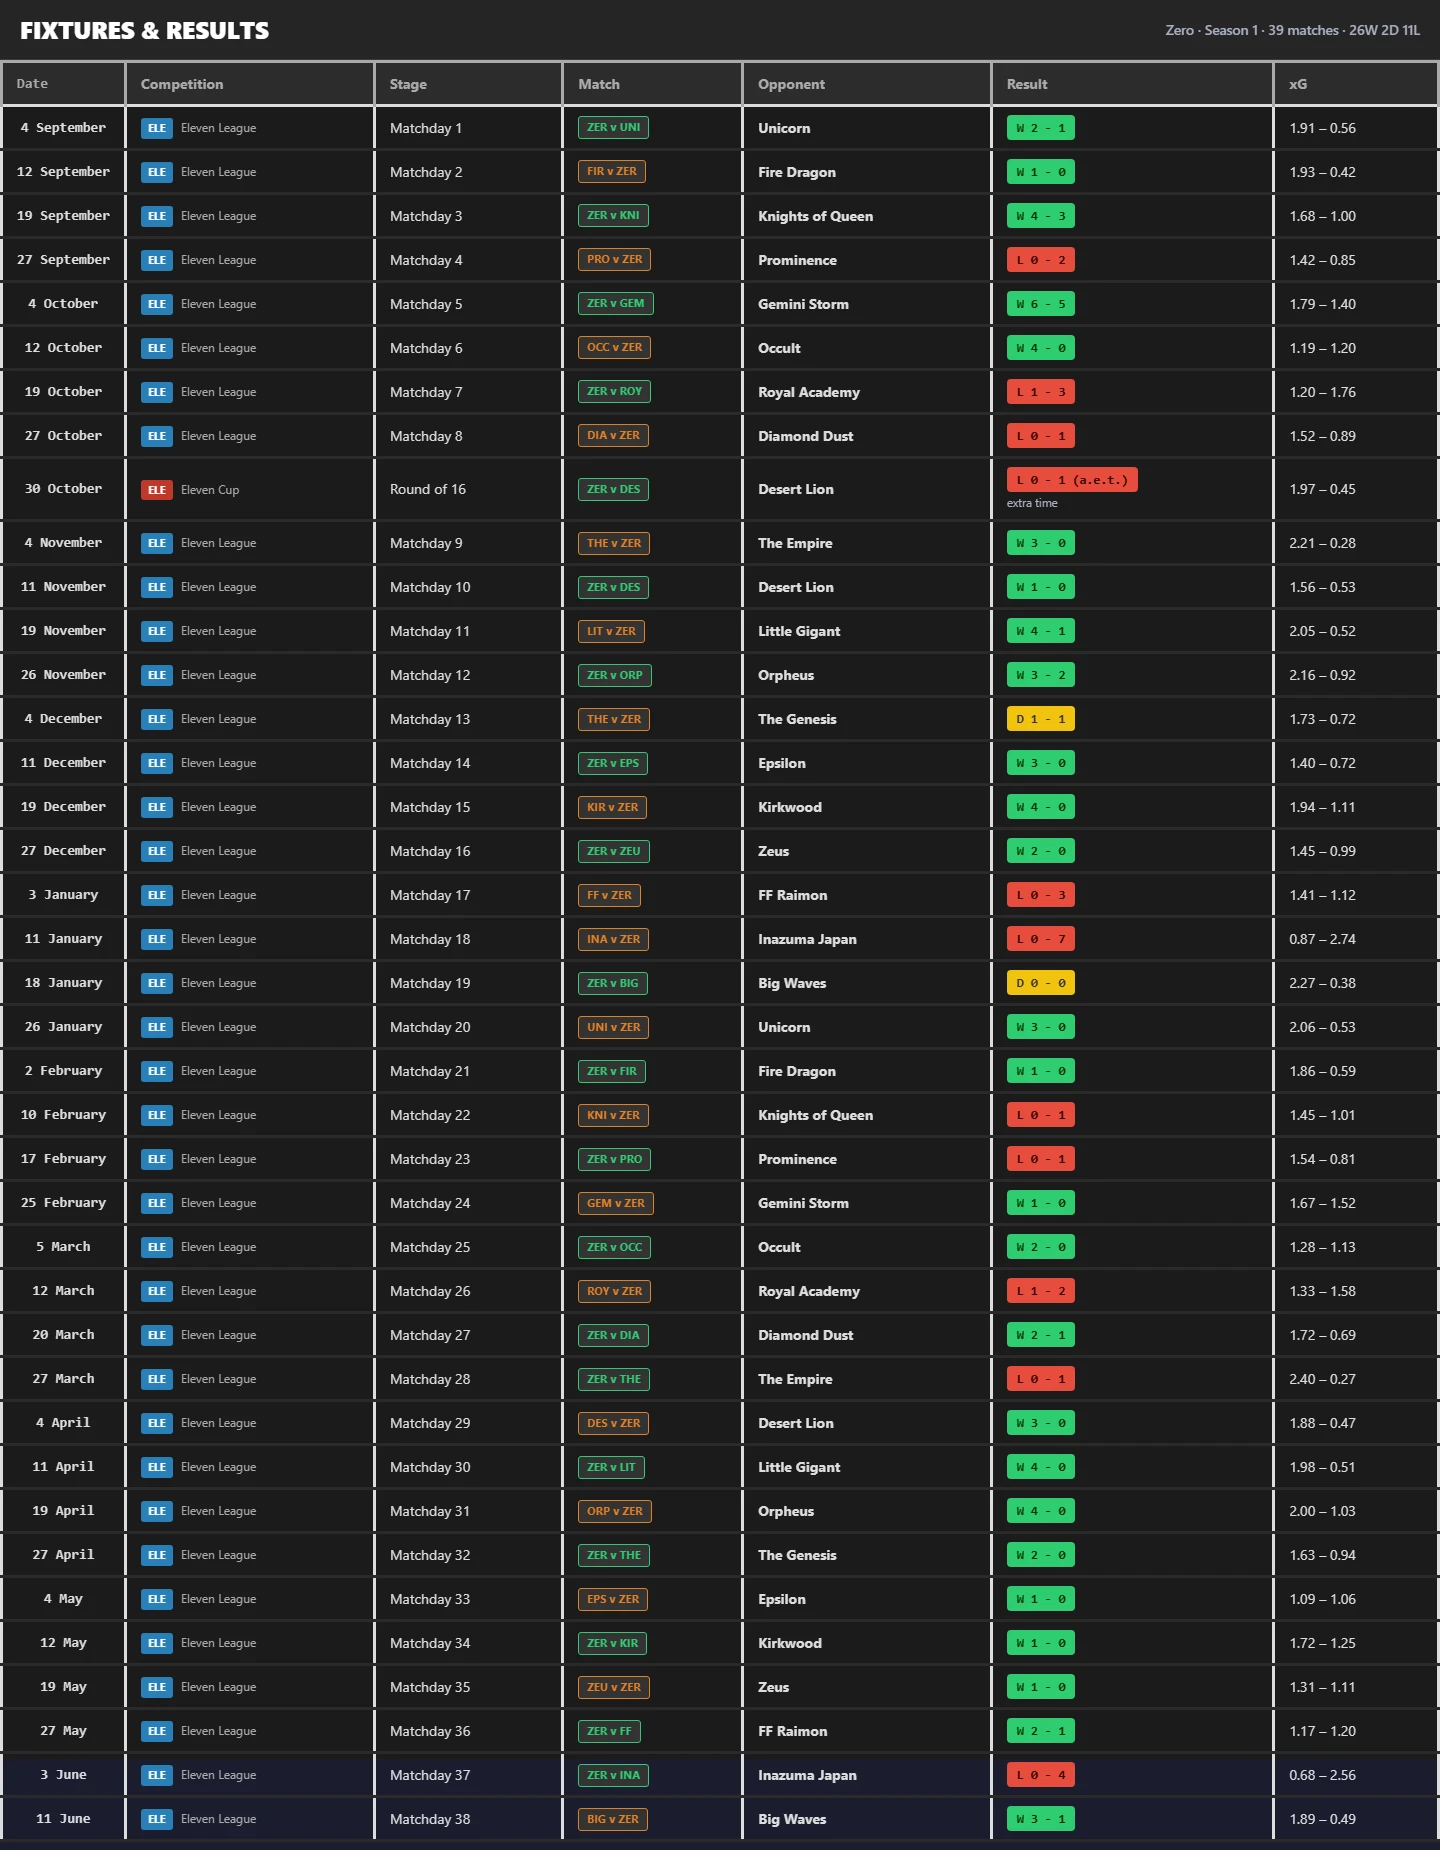 FIXTURES & RESULTS
Zero · Season 1 · 39 matches · 26W 2D 11L
Date Competition Stage Match Opponent Result xG
4 September ELE Eleven League Matchday 1 ZER v UNI Unicorn W 2 - 1 1.91 – 0.56
12 September ELE Eleven League Matchday 2 FIR v ZER Fire Dragon W 1 - 0 1.93 – 0.42
19 September ELE Eleven League Matchday 3 ZER v KNI Knights of Queen W 4 - 3 1.68 – 1.00
27 September ELE Eleven League Matchday 4 PRO v ZER Prominence L 0 - 2 1.42 – 0.85
4 October ELE Eleven League Matchday 5 ZER v GEM Gemini Storm W 6 - 5 1.79 – 1.40
12 October ELE Eleven League Matchday 6 OCC v ZER Occult W 4 - 0 1.19 – 1.20
19 October ELE Eleven League Matchday 7 ZER v ROY Royal Academy L 1 - 3 1.20 – 1.76
27 October ELE Eleven League Matchday 8 DIA v ZER Diamond Dust L 0 - 1 1.52 – 0.89
30 October ELE Eleven Cup Round of 16 ZER v DES Desert Lion L 0 - 1 (a.e.t.) 1.97 – 0.45
extra time
4 November ELE Eleven League Matchday 9 THE v ZER The Empire W 3 - 0 2.21 – 0.28
11 November ELE Eleven League Matchday 10 ZER v DES Desert Lion W 1 - 0 1.56 – 0.53
19 November ELE Eleven League Matchday 11 LIT v ZER Little Gigant W 4 - 1 2.05 – 0.52
26 November ELE Eleven League Matchday 12 ZER v ORP Orpheus W 3 - 2 2.16 – 0.92
4 December ELE Eleven League Matchday 13 THE v ZER The Genesis D 1 - 1 1.73 – 0.72
11 December ELE Eleven League Matchday 14 ZER v EPS Epsilon W 3 - 0 1.40 – 0.72
19 December ELE Eleven League Matchday 15 KIR v ZER Kirkwood W 4 - 0 1.94 – 1.11
27 December ELE Eleven League Matchday 16 ZER v ZEU Zeus W 2 - 0 1.45 – 0.99
3 January ELE Eleven League Matchday 17 FF v ZER FF Raimon L 0 - 3 1.41 – 1.12
11 January ELE Eleven League Matchday 18 INA v ZER Inazuma Japan L 0 - 7 0.87 – 2.74
18 January ELE Eleven League Matchday 19 ZER v BIG Big Waves D 0 - 0 2.27 – 0.38
26 January ELE Eleven League Matchday 20 UNI v ZER Unicorn W 3 - 0 2.06 – 0.53
2 February ELE Eleven League Matchday 21 ZER v FIR Fire Dragon W 1 - 0 1.86 – 0.59
10 February ELE Eleven League Matchday 22 KNI v ZER Knights of Queen L 0 - 1 1.45 – 1.01
17 February ELE Eleven League Matchday 23 ZER v PRO Prominence L 0 - 1 1.54 – 0.81
25 February ELE Eleven League Matchday 24 GEM v ZER Gemini Storm W 1 - 0 1.67 – 1.52
5 March ELE Eleven League Matchday 25 ZER v OCC Occult W 2 - 0 1.28 – 1.13
12 March ELE Eleven League Matchday 26 ROY v ZER Royal Academy L 1 - 2 1.33 – 1.58
20 March ELE Eleven League Matchday 27 ZER v DIA Diamond Dust W 2 - 1 1.72 – 0.69
27 March ELE Eleven League Matchday 28 ZER v THE The Empire L 0 - 1 2.40 – 0.27
4 April ELE Eleven League Matchday 29 DES v ZER Desert Lion W 3 - 0 1.88 – 0.47
11 April ELE Eleven League Matchday 30 ZER v LIT Little Gigant W 4 - 0 1.98 – 0.51
19 April ELE Eleven League Matchday 31 ORP v ZER Orpheus W 4 - 0 2.00 – 1.03
27 April ELE Eleven League Matchday 32 ZER v THE The Genesis W 2 - 0 1.63 – 0.94
4 May ELE Eleven League Matchday 33 EPS v ZER Epsilon W 1 - 0 1.09 – 1.06
12 May ELE Eleven League Matchday 34 ZER v KIR Kirkwood W 1 - 0 1.72 – 1.25
19 May ELE Eleven League Matchday 35 ZEU v ZER Zeus W 1 - 0 1.31 – 1.11
27 May ELE Eleven League Matchday 36 ZER v FF FF Raimon W 2 - 1 1.17 – 1.20
3 June ELE Eleven League Matchday 37 ZER v INA Inazuma Japan L 0 - 4 0.68 – 2.56
11 June ELE Eleven League Matchday 38 BIG v ZER Big Waves W 3 - 1 1.89 – 0.49